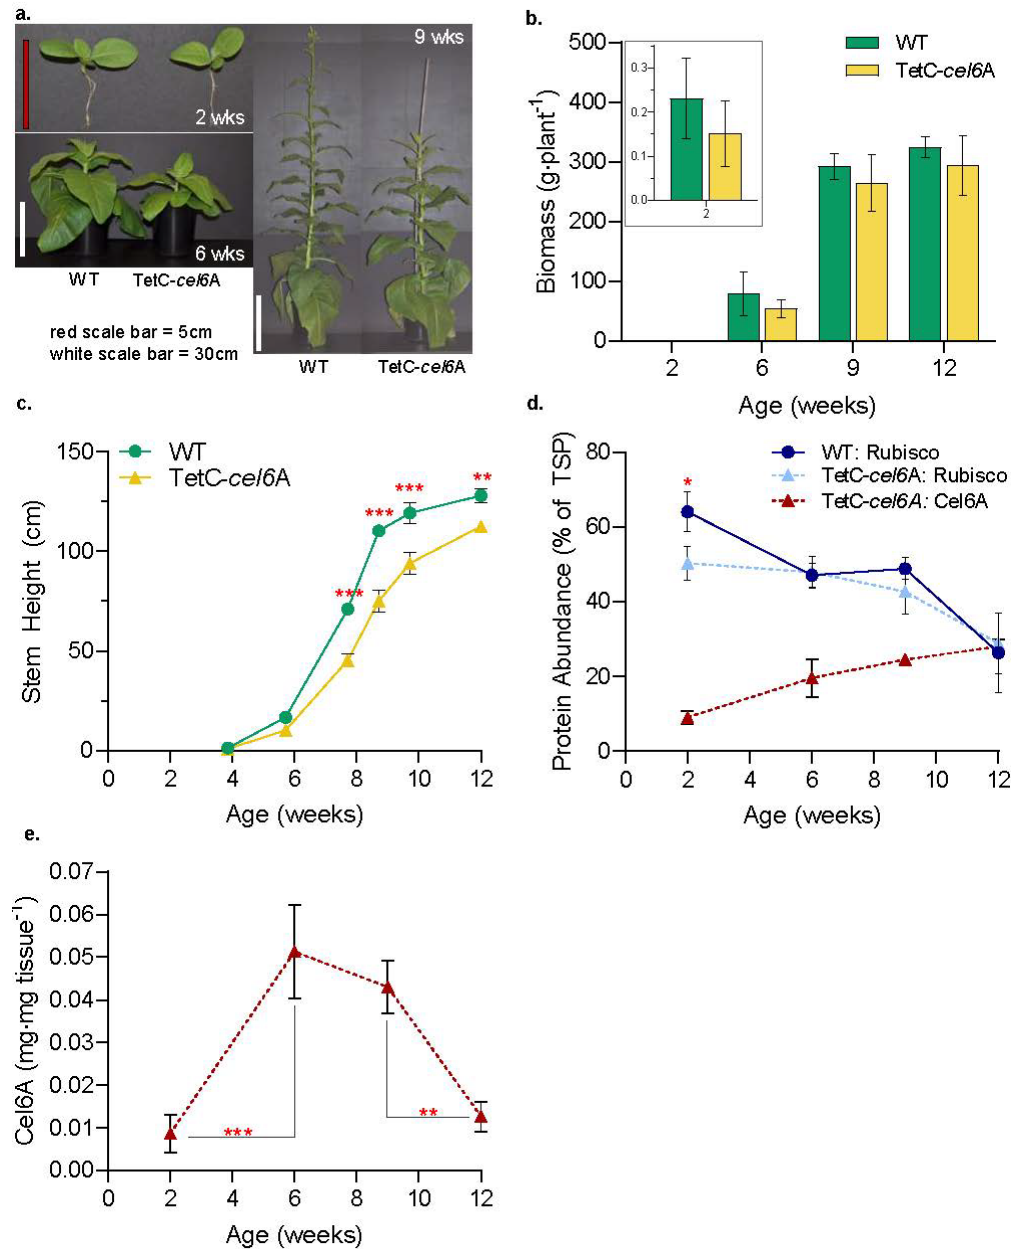 a.
9 wks
2 wks
6 wks
WT TetC-cel6A
red scale bar = 5cm
white scale bar = 30cm
WT TetC-cel6A
b.
WT
TetC-cel6A
Biomass (g·plant⁻¹)
500
400
300
200
100
0
0.3
0.2
0.1
0.0
2
2 6 9 12
Age (weeks)
c.
WT
TetC-cel6A
Stem Height (cm)
150
100
50
0
*** *** *** **
0 2 4 6 8 10 12
Age (weeks)
d.
WT: Rubisco
TetC-cel6A: Rubisco
TetC-cel6A: Cel6A
Protein Abundance (% of TSP)
80
60
40
20
0
*
0 2 4 6 8 10 12
Age (weeks)
e.
Cel6A (mg·mg tissue⁻¹)
0.07
0.06
0.05
0.04
0.03
0.02
0.01
0.00
*** **
0 2 4 6 8 10 12
Age (weeks)